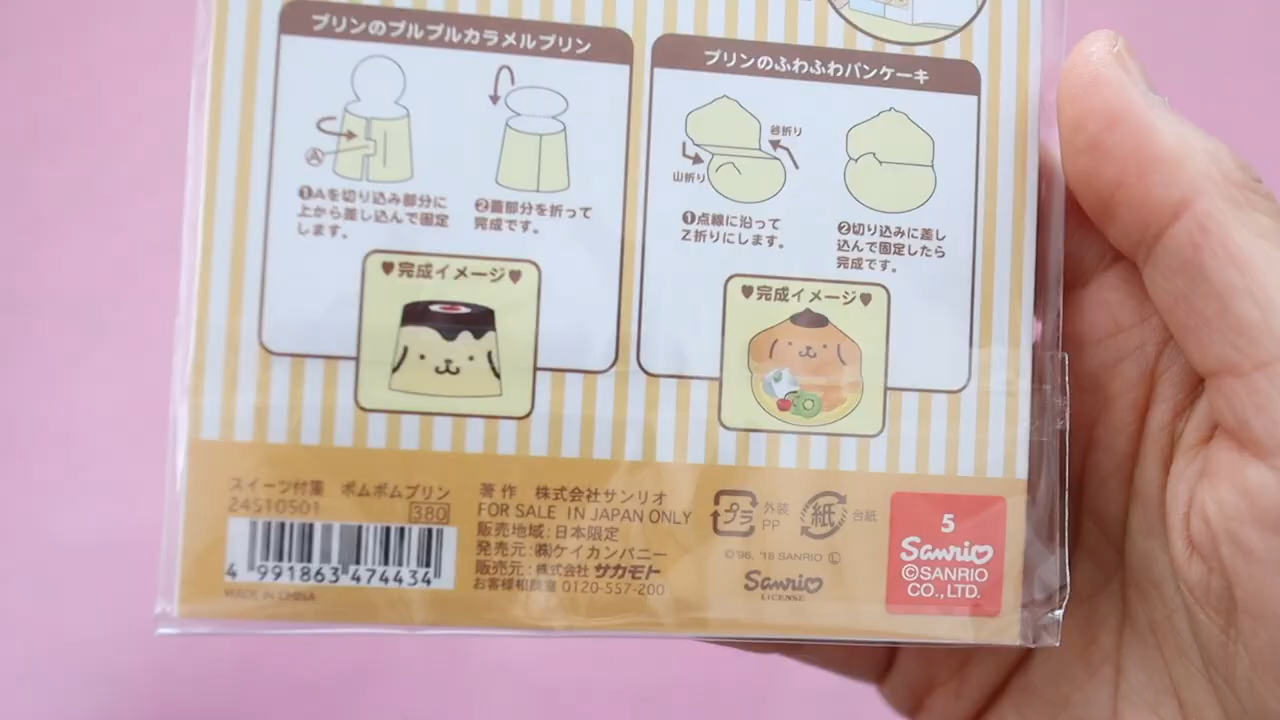 プリンのプルプルカラメルプリン
Ⓐ
❶Aを切り込み部分に
上から差し込んで固定
します。
❷蓋部分を折って
完成です。
♥完成イメージ♥
プリンのふわふわパンケーキ
谷折り
山折り
❶点線に沿って
Z折りにします。
❷切り込みに差し
込んで固定したら
完成です。
♥完成イメージ♥
スイーツ付箋 ポムポムプリン
24510501
380
4 991863 474434
MADE IN CHINA
著作 株式会社サンリオ
FOR SALE IN JAPAN ONLY
販売地域:日本限定
発売元:㈱ケイカンパニー
販売元:株式会社 サカモト
お客様相談室 0120-557-200
プラ
外装
PP
紙
台紙
©'96, '18 SANRIO Ⓛ
Sanrio
LICENSE
5
Sanrio
©SANRIO
CO., LTD.